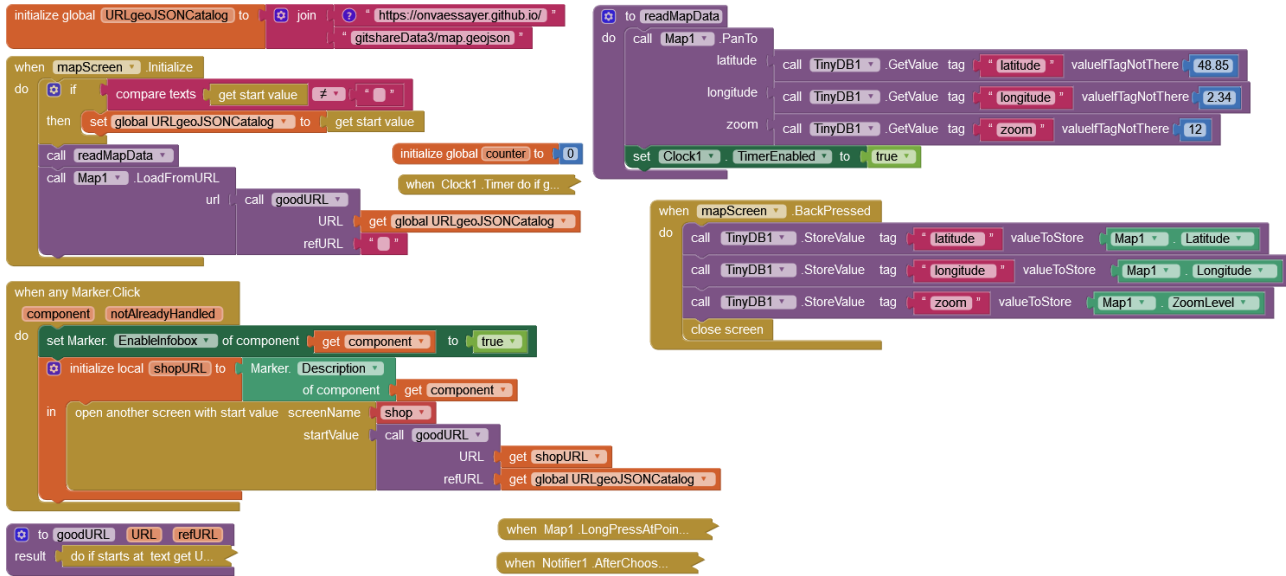 initialize global URLgeoJSONCatalog to join " https://onvaessayer.github.io/ "
" gitshareData3/map.geojson "
when mapScreen .Initialize
do if compare texts get start value ≠ " "
then set global URLgeoJSONCatalog to get start value
call readMapData
call Map1 .LoadFromURL
url call goodURL
URL get global URLgeoJSONCatalog
refURL " "
initialize global counter to 0
when Clock1 .Timer do if g...
when any Marker.Click
component notAlreadyHandled
do set Marker. EnableInfobox of component get component to true
initialize local shopURL to Marker. Description
of component get component
in open another screen with start value screenName shop
startValue call goodURL
URL get shopURL
refURL get global URLgeoJSONCatalog
to goodURL URL refURL
result do if starts at text get U...
when Map1 .LongPressAtPoin...
when Notifier1 .AfterChoos...
to readMapData
do call Map1 .PanTo
latitude call TinyDB1 .GetValue tag " latitude " valueIfTagNotThere 48.85
longitude call TinyDB1 .GetValue tag " longitude " valueIfTagNotThere 2.34
zoom call TinyDB1 .GetValue tag " zoom " valueIfTagNotThere 12
set Clock1 . TimerEnabled to true
when mapScreen .BackPressed
do call TinyDB1 .StoreValue tag " latitude " valueToStore Map1 . Latitude
call TinyDB1 .StoreValue tag " longitude " valueToStore Map1 . Longitude
call TinyDB1 .StoreValue tag " zoom " valueToStore Map1 . ZoomLevel
close screen